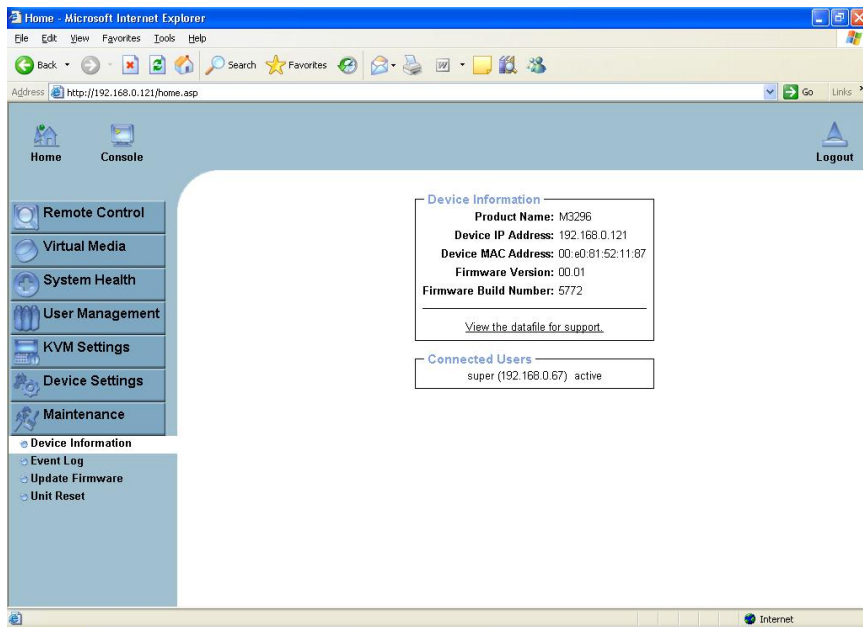 Home - Microsoft Internet Explorer
File Edit View Favorites Tools Help
Back Search Favorites
Address http://192.168.0.121/home.asp Go Links
Home Console Logout
Remote Control
Virtual Media
System Health
User Management
KVM Settings
Device Settings
Maintenance
Device Information
Event Log
Update Firmware
Unit Reset
Device Information
Product Name: M3296
Device IP Address: 192.168.0.121
Device MAC Address: 00:e0:81:52:11:87
Firmware Version: 00.01
Firmware Build Number: 5772
View the datafile for support.
Connected Users
super (192.168.0.67) active
Internet